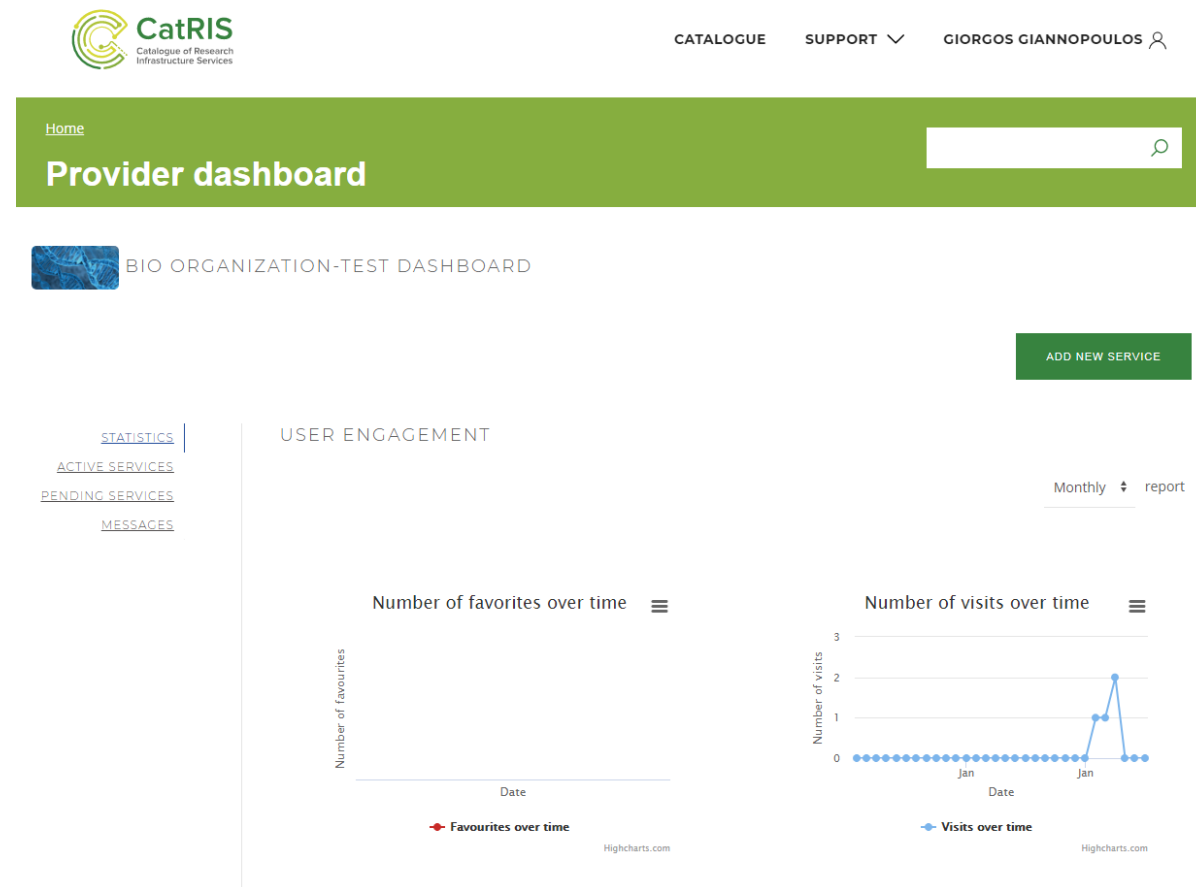 CatRIS
Catalogue of Research
Infrastructure Services
CATALOGUE
SUPPORT
GIORGOS GIANNOPOULOS
Home
Provider dashboard
BIO ORGANIZATION-TEST DASHBOARD
ADD NEW SERVICE
STATISTICS
ACTIVE SERVICES
PENDING SERVICES
MESSAGES
USER ENGAGEMENT
Monthly report
Number of favorites over time
Number of favourites
Date
Favourites over time
Highcharts.com
Number of visits over time
Number of visits
3
2
1
0
Jan Jan
Date
Visits over time
Highcharts.com